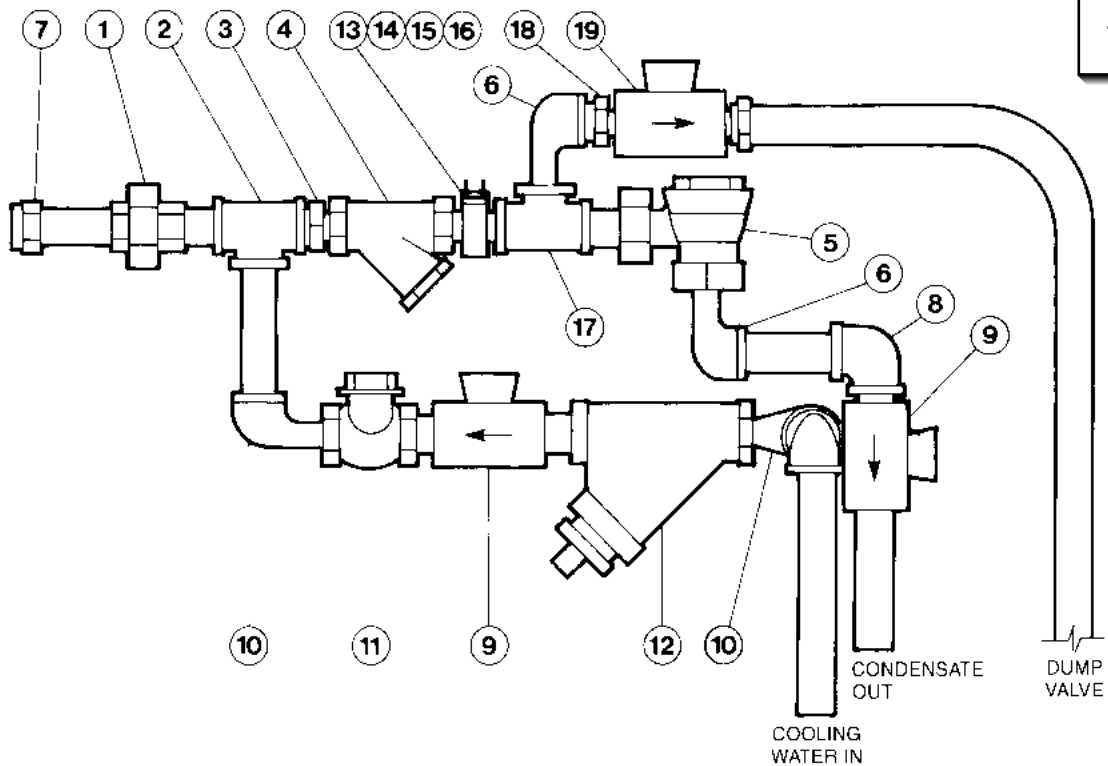 7 1 2 3 4 13 14 15 16 18 19
6
5
6
8
17
9
10 11 9 12 10
CONDENSATE
OUT
DUMP
VALVE
COOLING
WATER IN